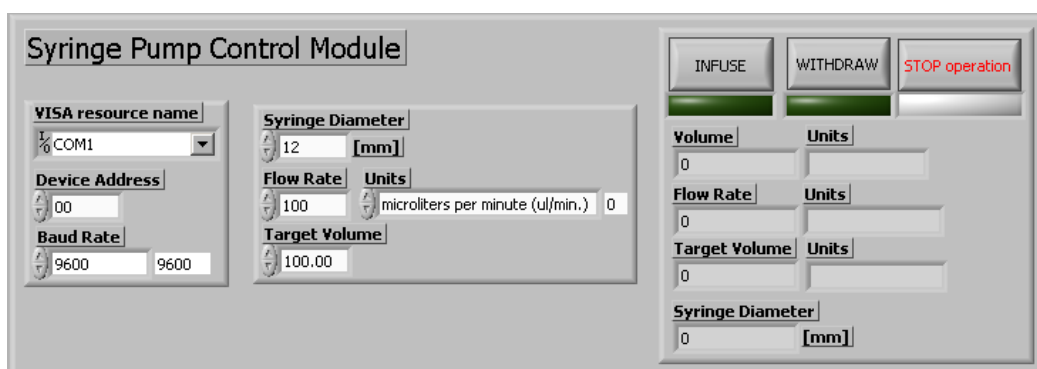 Syringe Pump Control Module
VISA resource name
I/O COM1
Device Address
00
Baud Rate
9600 9600
Syringe Diameter
12 [mm]
Flow Rate Units
100 microliters per minute (ul/min.) 0
Target Volume
100.00
INFUSE WITHDRAW STOP operation
Volume Units
0
Flow Rate Units
0
Target Volume Units
0
Syringe Diameter
0 [mm]